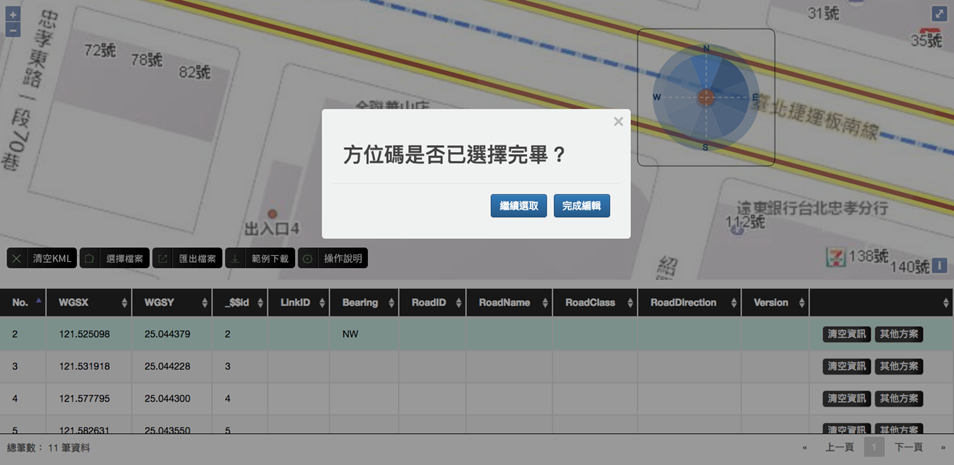 +
−
忠孝東路一段70巷
72號
78號
82號
31號
35號
N
W
E
S
臺北捷運板南線
×
方位碼是否已選擇完畢？
繼續選取
完成編輯
出入口4
遠東銀行台北忠孝分行
112號
138號
140號
紹
i
清空KML
選擇檔案
匯出檔案
範例下載
操作說明
No. WGSX WGSY _$$id LinkID Bearing RoadID RoadName RoadClass RoadDirection Version
2 121.525098 25.044379 2 NW 清空資訊 其他方案
3 121.531918 25.044228 3 清空資訊 其他方案
4 121.577795 25.044300 4 清空資訊 其他方案
5 121.582631 25.043550 5 清空資訊 其他方案
總筆數： 11 筆資料
« 上一頁 1 下一頁 »